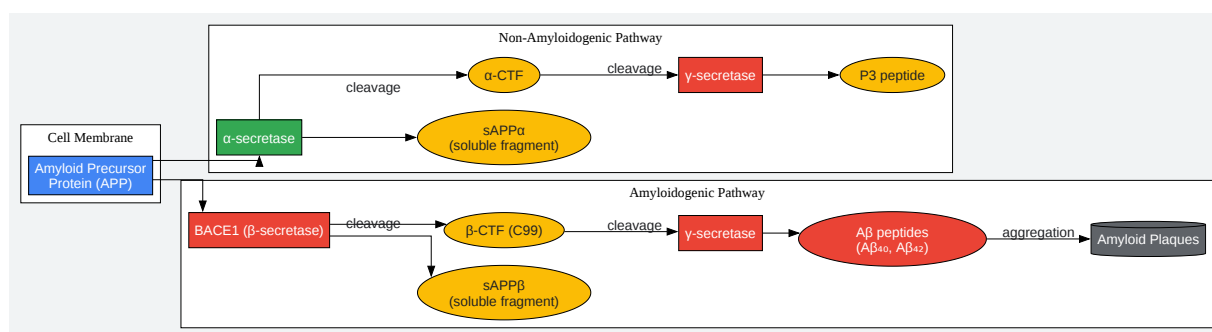 Non-Amyloidogenic Pathway
α-CTF
cleavage
γ-secretase
P3 peptide
cleavage
α-secretase
sAPPα
(soluble fragment)
Cell Membrane
Amyloid Precursor
Protein (APP)
Amyloidogenic Pathway
BACE1 (β-secretase)
cleavage
β-CTF (C99)
cleavage
γ-secretase
Aβ peptides
(Aβ₄₀, Aβ₄₂)
aggregation
Amyloid Plaques
sAPPβ
(soluble fragment)